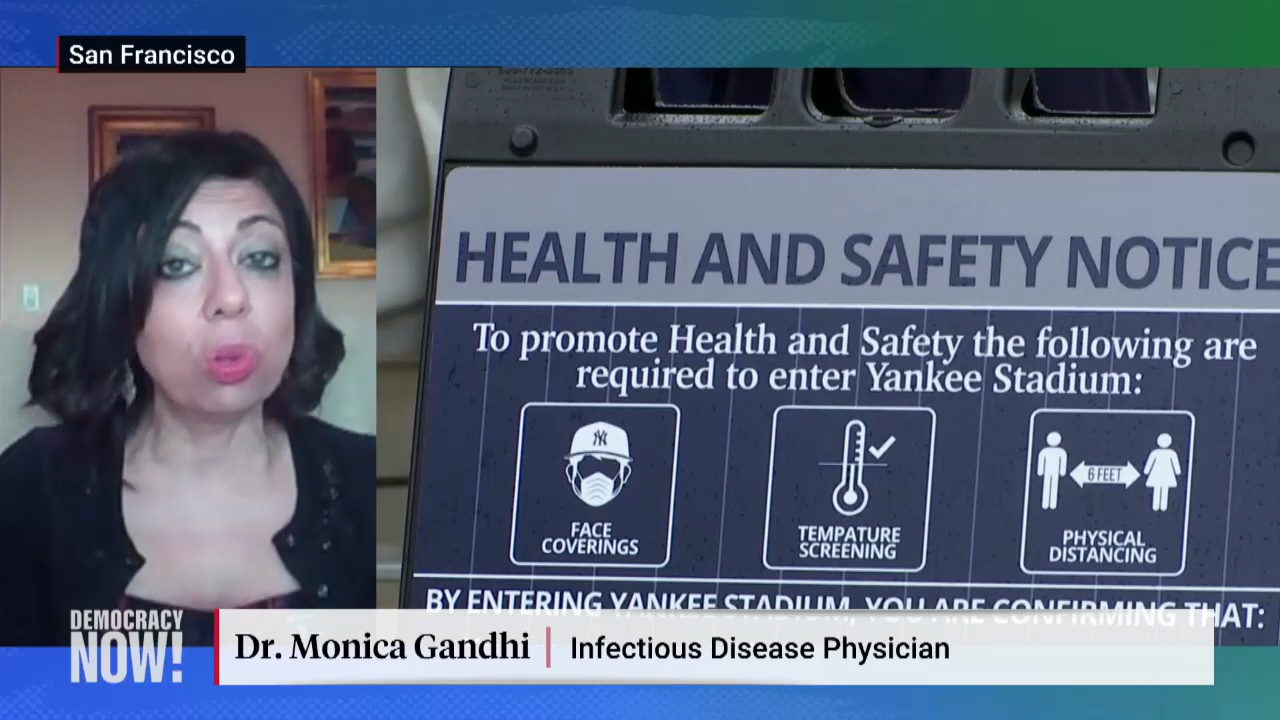 San Francisco
HEALTH AND SAFETY NOTICE
To promote Health and Safety the following are
required to enter Yankee Stadium:
NY
6 FEET
FACE
COVERINGS
TEMPATURE
SCREENING
PHYSICAL
DISTANCING
BY ENTERING YANKEE STADIUM, YOU ARE CONFIRMING THAT:
DEMOCRACY
NOW!
Dr. Monica Gandhi
Infectious Disease Physician